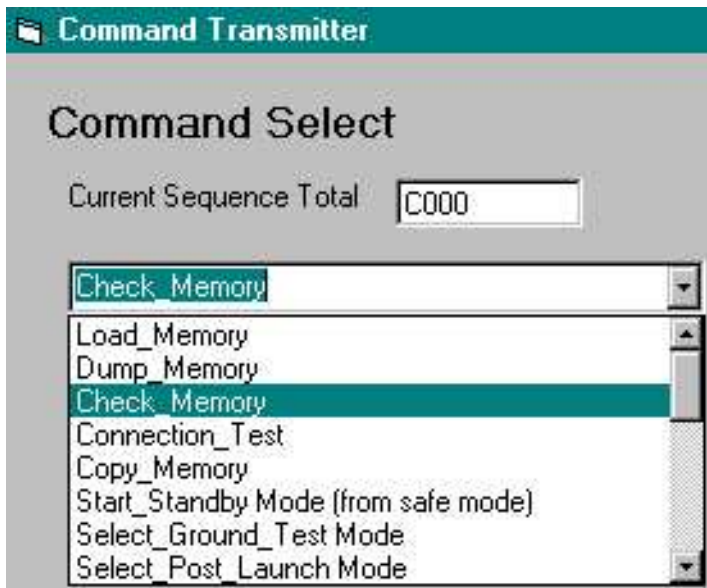 Command Transmitter
Command Select
Current Sequence Total C000
Check_Memory
Load_Memory
Dump_Memory
Check_Memory
Connection_Test
Copy_Memory
Start_Standby Mode (from safe mode)
Select_Ground_Test Mode
Select_Post_Launch Mode